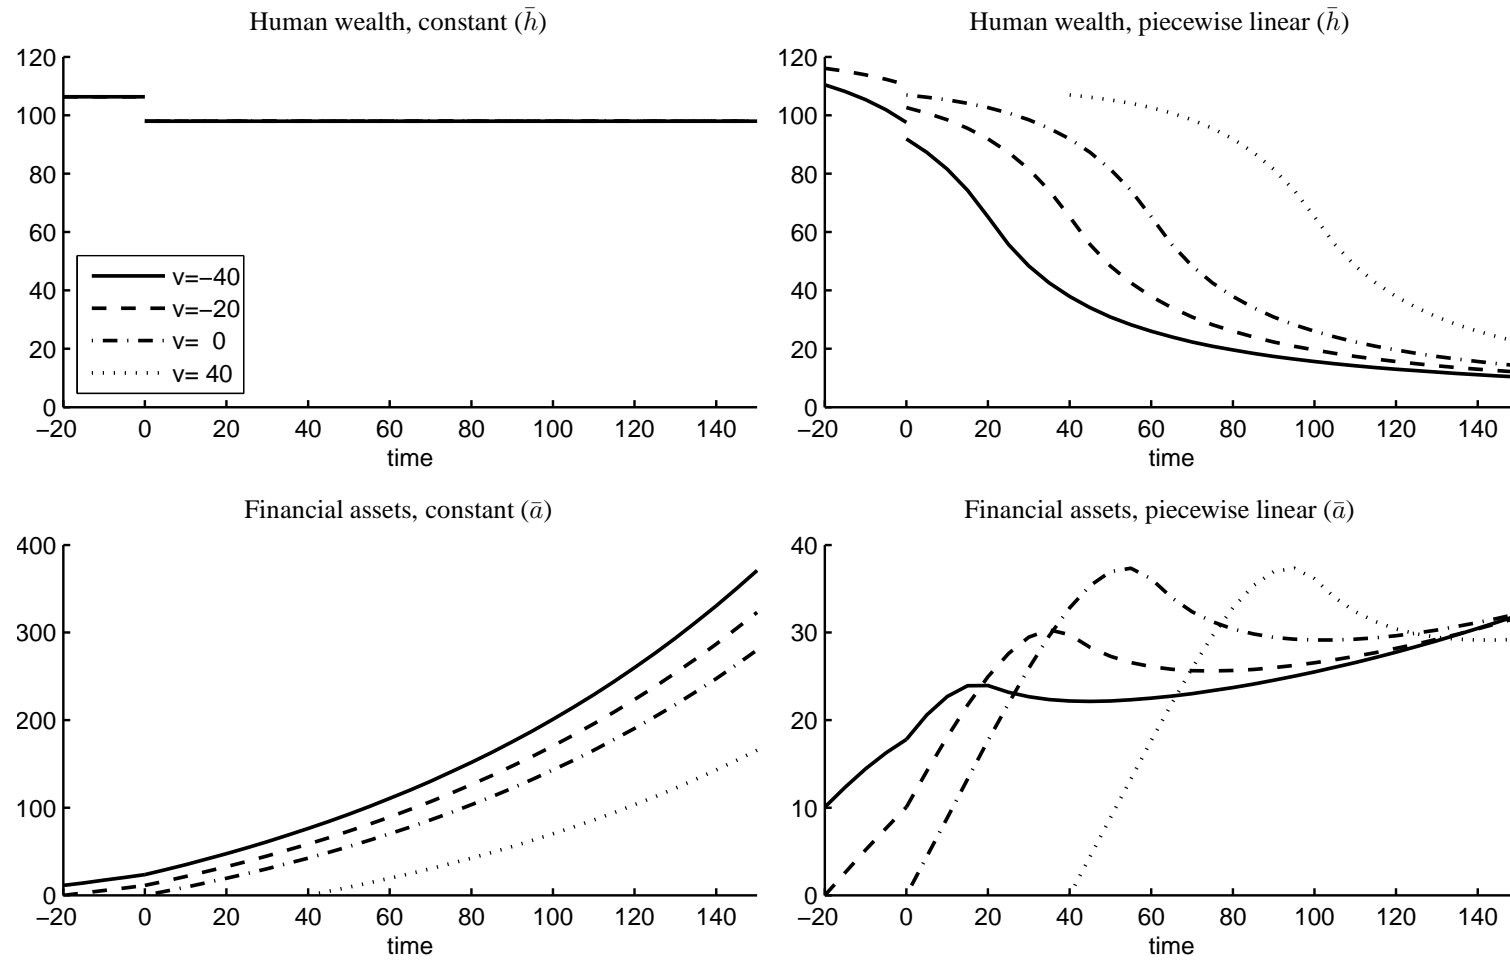 Human wealth, constant (h̄)
120
100
80
60
40
20
0
v=−40
v=−20
v= 0
v= 40
−20 0 20 40 60 80 100 120 140
time
Human wealth, piecewise linear (h̄)
120
100
80
60
40
20
0
−20 0 20 40 60 80 100 120 140
time
Financial assets, constant (ā)
400
300
200
100
0
−20 0 20 40 60 80 100 120 140
time
Financial assets, piecewise linear (ā)
40
30
20
10
0
−20 0 20 40 60 80 100 120 140
time